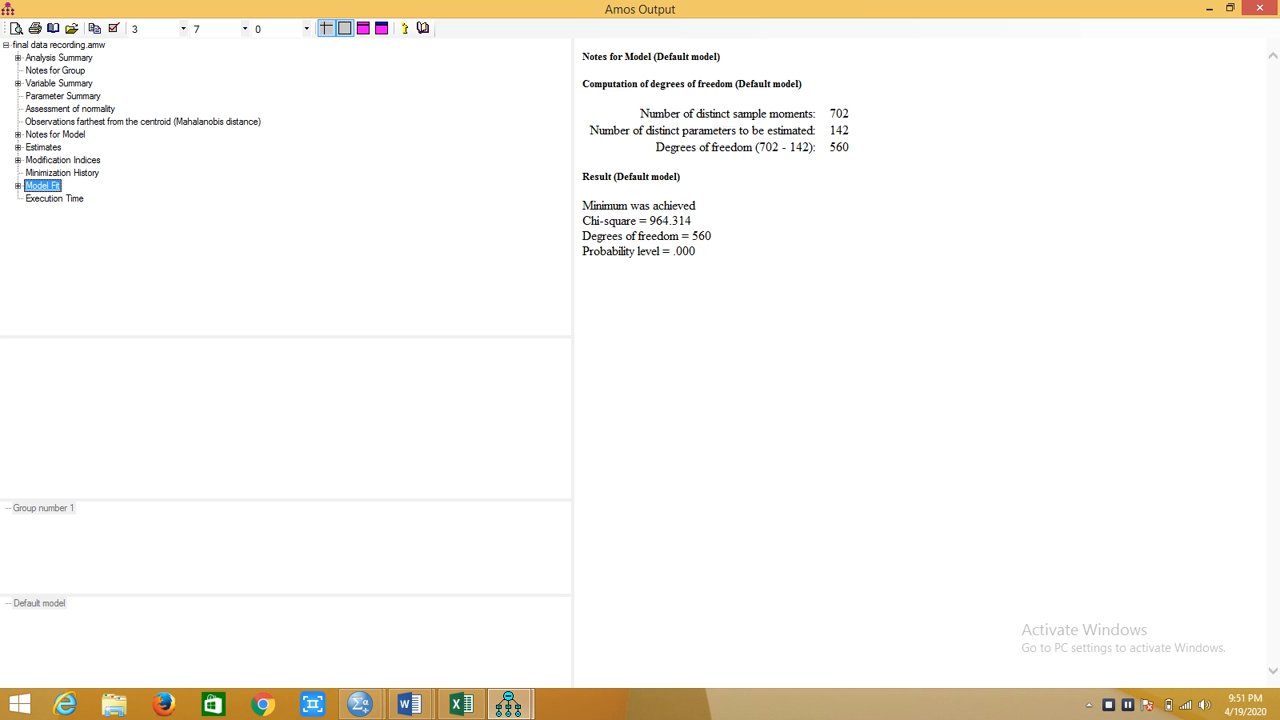 Amos Output
3 7 0
final data recording.amw
Analysis Summary
Notes for Group
Variable Summary
Parameter Summary
Assessment of normality
Observations farthest from the centroid (Mahalanobis distance)
Notes for Model
Estimates
Modification Indices
Minimization History
Model Fit
Execution Time
Group number 1
Default model
Notes for Model (Default model)
Computation of degrees of freedom (Default model)
Number of distinct sample moments: 702
Number of distinct parameters to be estimated: 142
Degrees of freedom (702 - 142): 560
Result (Default model)
Minimum was achieved
Chi-square = 964.314
Degrees of freedom = 560
Probability level = .000
Activate Windows
Go to PC settings to activate Windows.
9:51 PM
4/19/2020